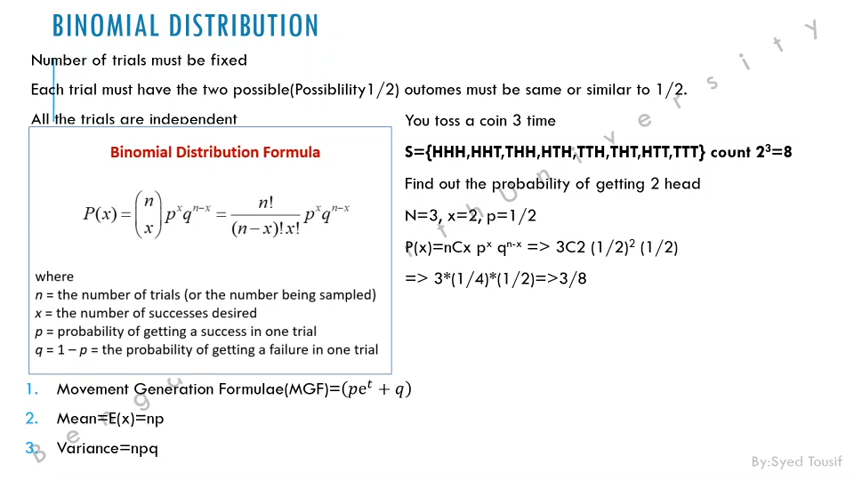 BINOMIAL DISTRIBUTION
Number of trials must be fixed
Each trial must have the two possible(Possiblility1/2) outomes must be same or similar to 1/2.
All the trials are independent
Binomial Distribution Formula
P(x) = (n x) pˣqⁿ⁻ˣ = n!/((n−x)!x!) pˣqⁿ⁻ˣ
where
n = the number of trials (or the number being sampled)
x = the number of successes desired
p = probability of getting a success in one trial
q = 1 – p = the probability of getting a failure in one trial
You toss a coin 3 time
S={HHH,HHT,THH,HTH,TTH,THT,HTT,TTT} count 2³=8
Find out the probability of getting 2 head
N=3, x=2, p=1/2
P(x)=nCx pˣ qⁿ⁻ˣ => 3C2 (1/2)² (1/2)
=> 3*(1/4)*(1/2)=>3/8
1. Movement Generation Formulae(MGF)=(peᵗ + q)
2. Mean=E(x)=np
3. Variance=npq
By:Syed Tousif